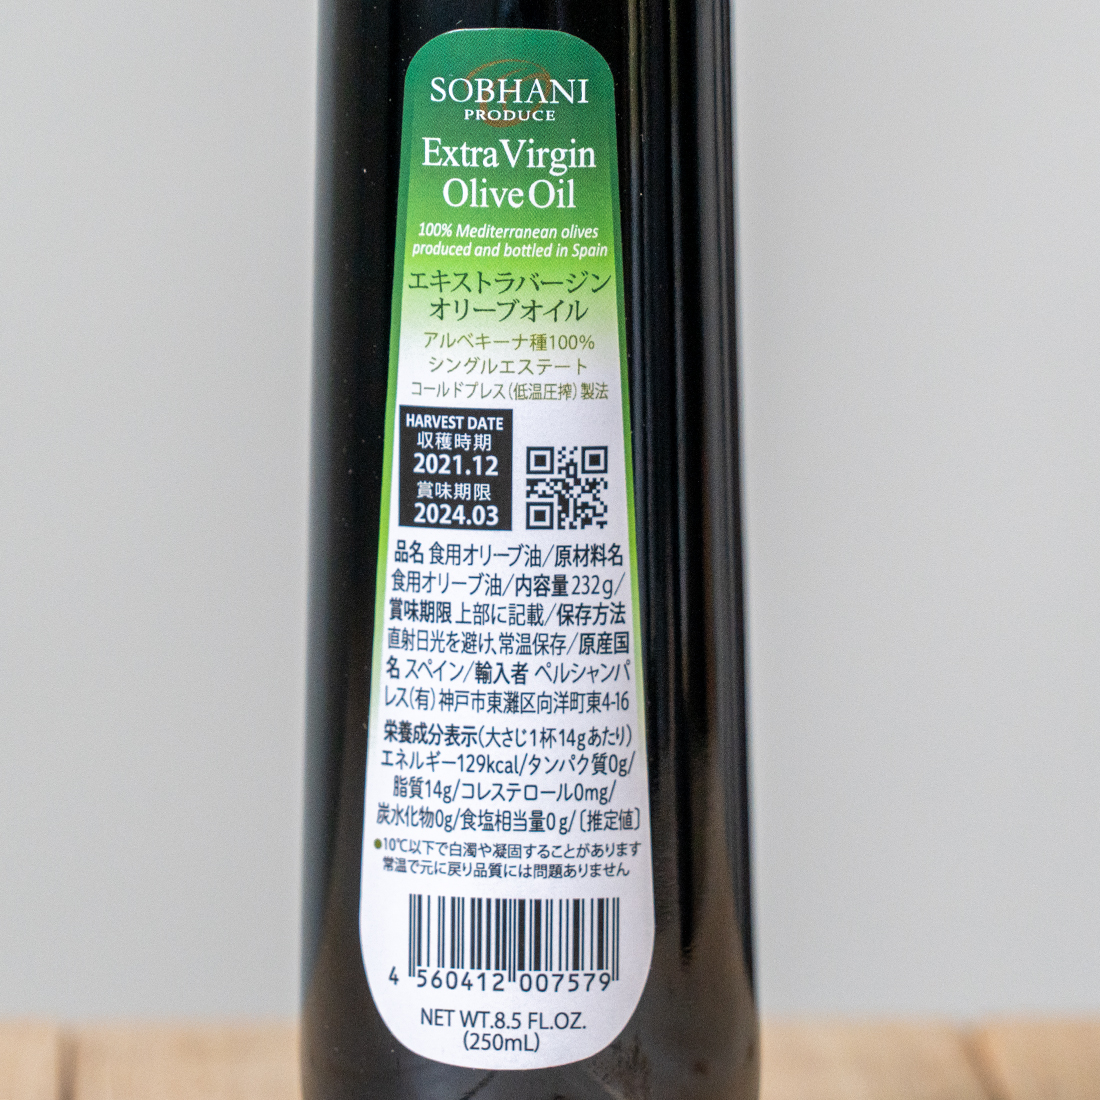 SOBHANI
PRODUCE
Extra Virgin
Olive Oil
100% Mediterranean olives
produced and bottled in Spain
エキストラバージン
オリーブオイル
アルベキーナ種100%
シングルエステート
コールドプレス(低温圧搾)製法
HARVEST DATE
収穫時期
2021.12
賞味期限
2024.03
品名 食用オリーブ油/原材料名
食用オリーブ油/内容量 232g/
賞味期限 上部に記載/保存方法
直射日光を避け、常温保存/原産国
名 スペイン/輸入者 ペルシャンパ
レス(有) 神戸市東灘区向洋町東4-16
栄養成分表示(大さじ1杯14gあたり)
エネルギー129kcal/タンパク質0g/
脂質14g/コレステロール0mg/
炭水化物0g/食塩相当量0g/〔推定値〕
●10℃以下で白濁や凝固することがあります
常温で元に戻り品質には問題ありません
4 560412 007579
NET WT.8.5 FL.OZ.
(250mL)